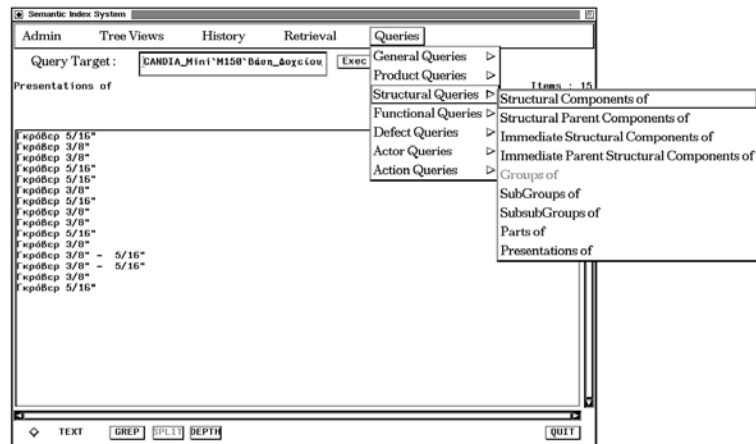 Semantic Index System
Admin Tree Views History Retrieval Queries
Query Target : CANDIA_Mini`M150`Βάση_Δοχείου Exec
Presentations of
Items : 15
General Queries
Product Queries
Structural Queries
Functional Queries
Defect Queries
Actor Queries
Action Queries
Structural Components of
Structural Parent Components of
Immediate Structural Components of
Immediate Parent Structural Components of
Groups of
SubGroups of
SubsubGroups of
Parts of
Presentations of
Γκρόβερ 5/16"
Γκρόβερ 3/8"
Γκρόβερ 3/8"
Γκρόβερ 5/16"
Γκρόβερ 5/16"
Γκρόβερ 3/8"
Γκρόβερ 5/16"
Γκρόβερ 3/8"
Γκρόβερ 3/8"
Γκρόβερ 5/16"
Γκρόβερ 3/8"
Γκρόβερ 3/8" - 5/16"
Γκρόβερ 3/8" - 5/16"
Γκρόβερ 3/8"
Γκρόβερ 5/16"
TEXT GREP SPLIT DEPTH QUIT